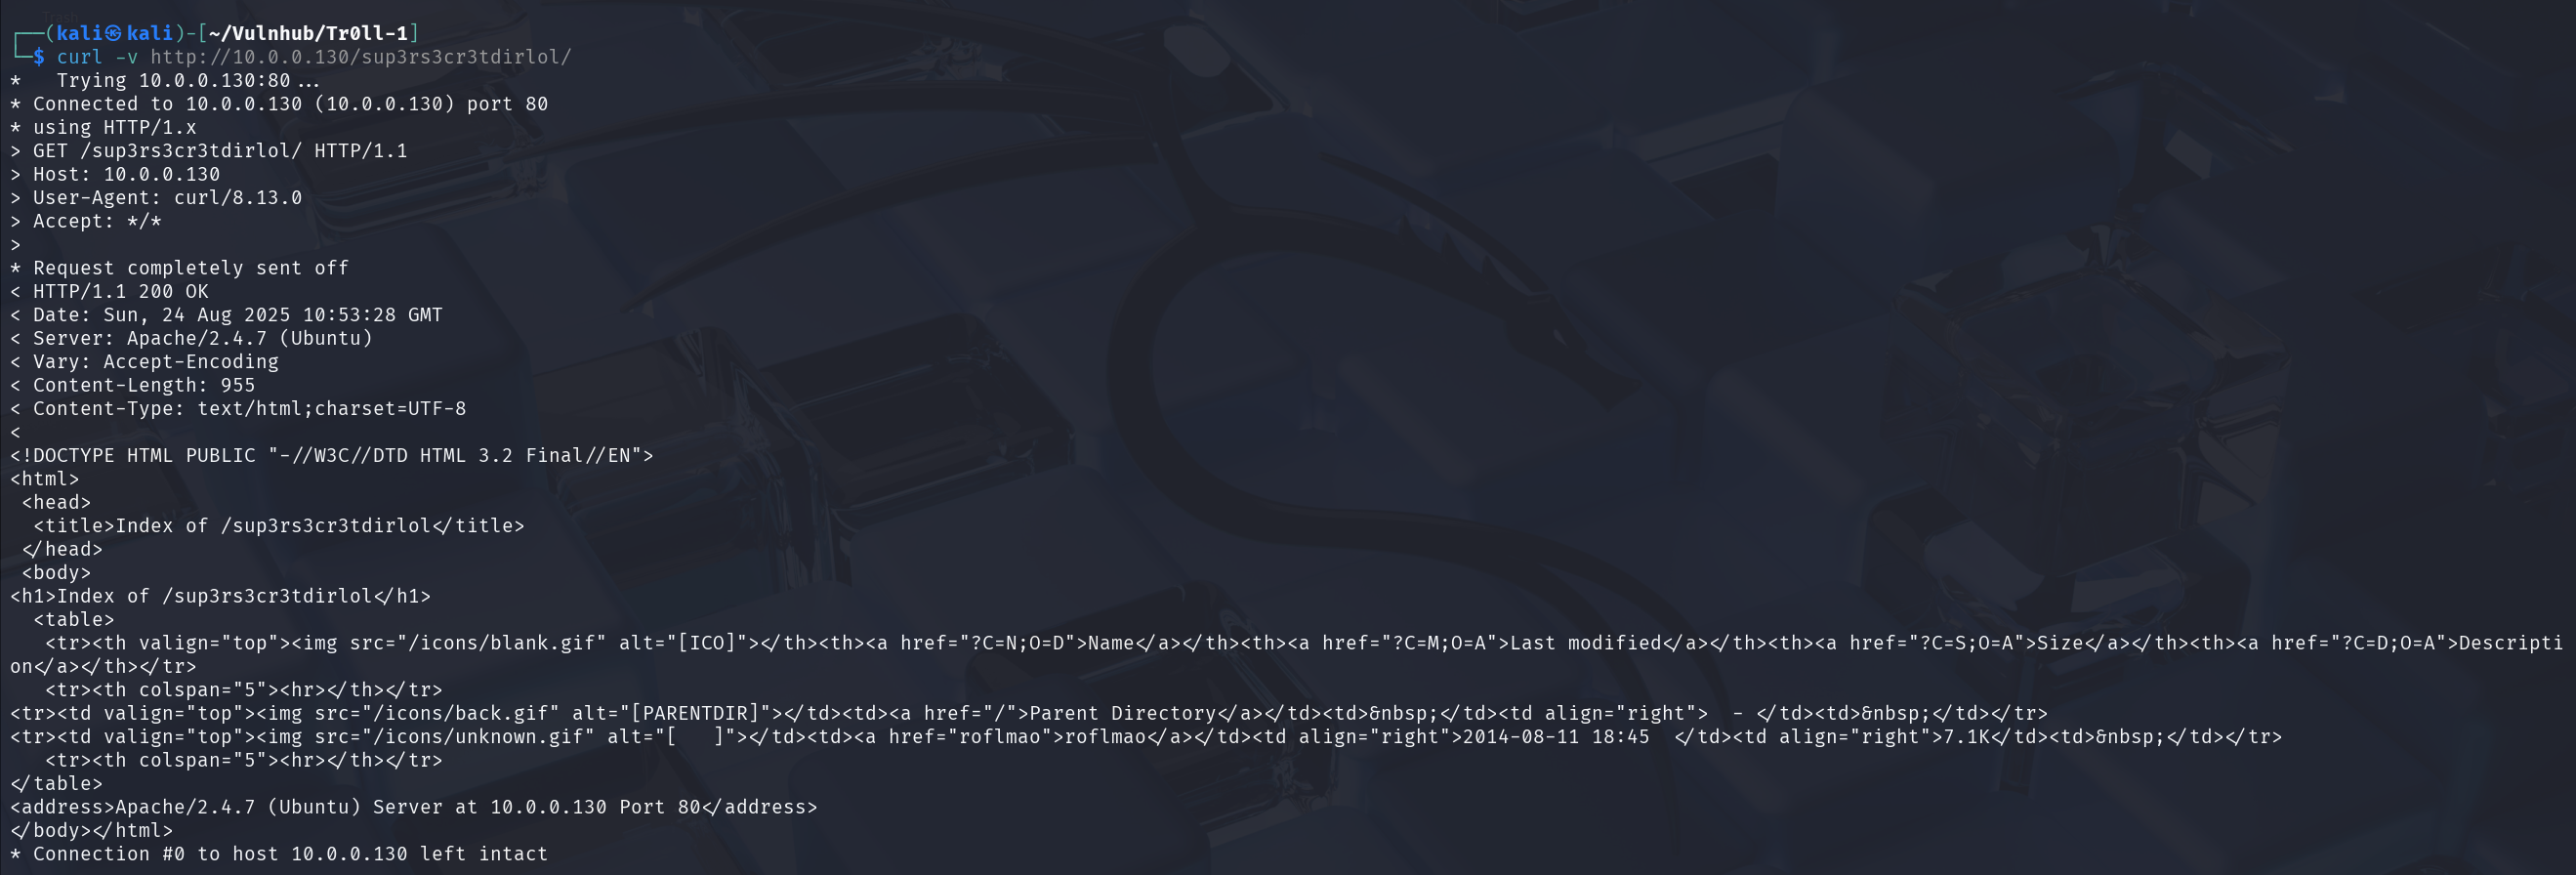 ┌──(kali㉿kali)-[~/Vulnhub/Tr0ll-1]
└─$ curl -v http://10.0.0.130/sup3rs3cr3tdirlol/
*   Trying 10.0.0.130:80...
* Connected to 10.0.0.130 (10.0.0.130) port 80
* using HTTP/1.x
> GET /sup3rs3cr3tdirlol/ HTTP/1.1
> Host: 10.0.0.130
> User-Agent: curl/8.13.0
> Accept: */*
>
* Request completely sent off
< HTTP/1.1 200 OK
< Date: Sun, 24 Aug 2025 10:53:28 GMT
< Server: Apache/2.4.7 (Ubuntu)
< Vary: Accept-Encoding
< Content-Length: 955
< Content-Type: text/html;charset=UTF-8
<
<!DOCTYPE HTML PUBLIC "-//W3C//DTD HTML 3.2 Final//EN">
<html>
 <head>
  <title>Index of /sup3rs3cr3tdirlol</title>
 </head>
 <body>
<h1>Index of /sup3rs3cr3tdirlol</h1>
  <table>
   <tr><th valign="top"><img src="/icons/blank.gif" alt="[ICO]"></th><th><a href="?C=N;O=D">Name</a></th><th><a href="?C=M;O=A">Last modified</a></th><th><a href="?C=S;O=A">Size</a></th><th><a href="?C=D;O=A">Descripti
on</a></th></tr>
   <tr><th colspan="5"><hr></th></tr>
<tr><td valign="top"><img src="/icons/back.gif" alt="[PARENTDIR]"></td><td><a href="/">Parent Directory</a></td><td>&nbsp;</td><td align="right">  - </td><td>&nbsp;</td></tr>
<tr><td valign="top"><img src="/icons/unknown.gif" alt="[   ]"></td><td><a href="roflmao">roflmao</a></td><td align="right">2014-08-11 18:45  </td><td align="right">7.1K</td><td>&nbsp;</td></tr>
   <tr><th colspan="5"><hr></th></tr>
</table>
<address>Apache/2.4.7 (Ubuntu) Server at 10.0.0.130 Port 80</address>
</body></html>
* Connection #0 to host 10.0.0.130 left intact